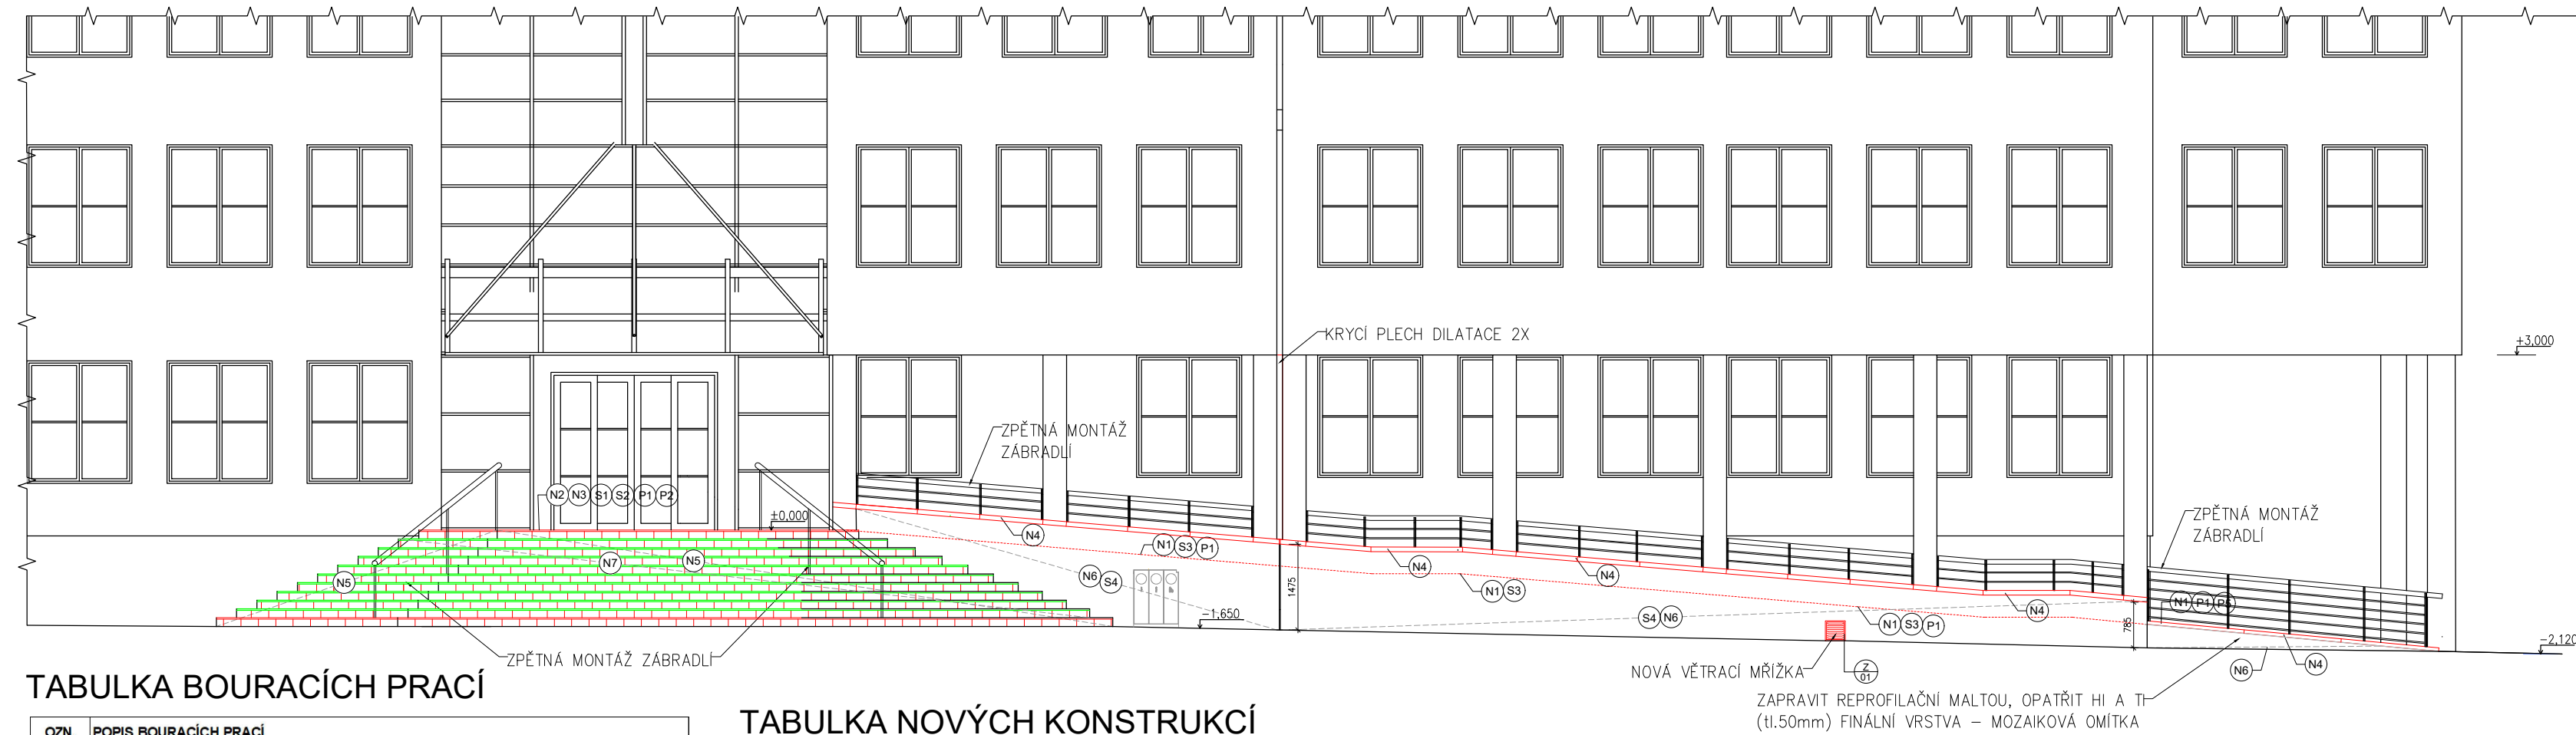 KRYCÍ PLECH DILATACE 2X
+3,000
ZPĚTNÁ MONTÁŽ
ZÁBRADLÍ
N2 N3 S1 S2 P1 P2
±0,000
N4
N1 S3 P1
N5
N7
N5
N6 S4
-1,650
1475
N4
N1 S3
N4
S4 N6
N4
N1 S3 P1
785
ZPĚTNÁ MONTÁŽ
ZÁBRADLÍ
N1 P1
N6
N4
-2,120
ZPĚTNÁ MONTÁŽ ZÁBRADLÍ
NOVÁ VĚTRACÍ MŘÍŽKA
Z
01
ZAPRAVIT REPROFILAČNÍ MALTOU, OPATŘIT HI A TI
(tl.50mm) FINÁLNÍ VRSTVA – MOZAIKOVÁ OMÍTKA
TABULKA BOURACÍCH PRACÍ
OZN. POPIS BOURACÍCH PRACÍ
TABULKA NOVÝCH KONSTRUKCÍ